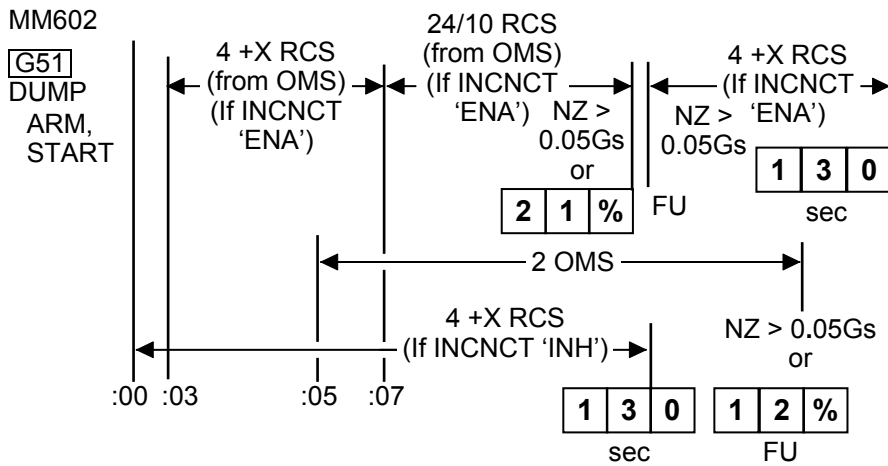 MM602
G51
DUMP
ARM,
START
4 +X RCS
(from OMS)
(If INCNCT
‘ENA’)
24/10 RCS
(from OMS)
(If INCNCT
‘ENA’)
NZ >
0.05Gs
or
2 1 %
FU
4 +X RCS
(If INCNCT
‘ENA’)
NZ >
0.05Gs
1 3 0
sec
2 OMS
4 +X RCS
(If INCNCT ‘INH’)
NZ > 0.05Gs
or
:00 :03 :05 :07
1 3 0
sec
1 2 %
FU